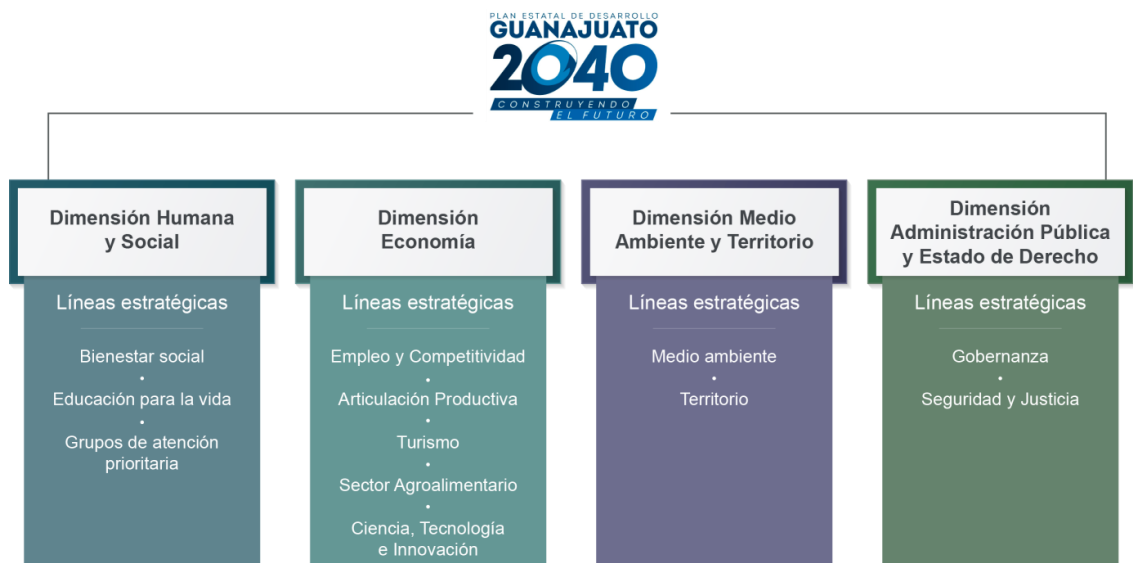 PLAN ESTATAL DE DESARROLLO
GUANAJUATO
2040
CONSTRUYENDO
EL FUTURO
Dimensión Humana
y Social
Líneas estratégicas
Bienestar social
•
Educación para la vida
•
Grupos de atención
prioritaria
Dimensión
Economía
Líneas estratégicas
Empleo y Competitividad
•
Articulación Productiva
•
Turismo
•
Sector Agroalimentario
•
Ciencia, Tecnología
e Innovación
Dimensión Medio
Ambiente y Territorio
Líneas estratégicas
Medio ambiente
•
Territorio
Dimensión
Administración Pública
y Estado de Derecho
Líneas estratégicas
Gobernanza
•
Seguridad y Justicia